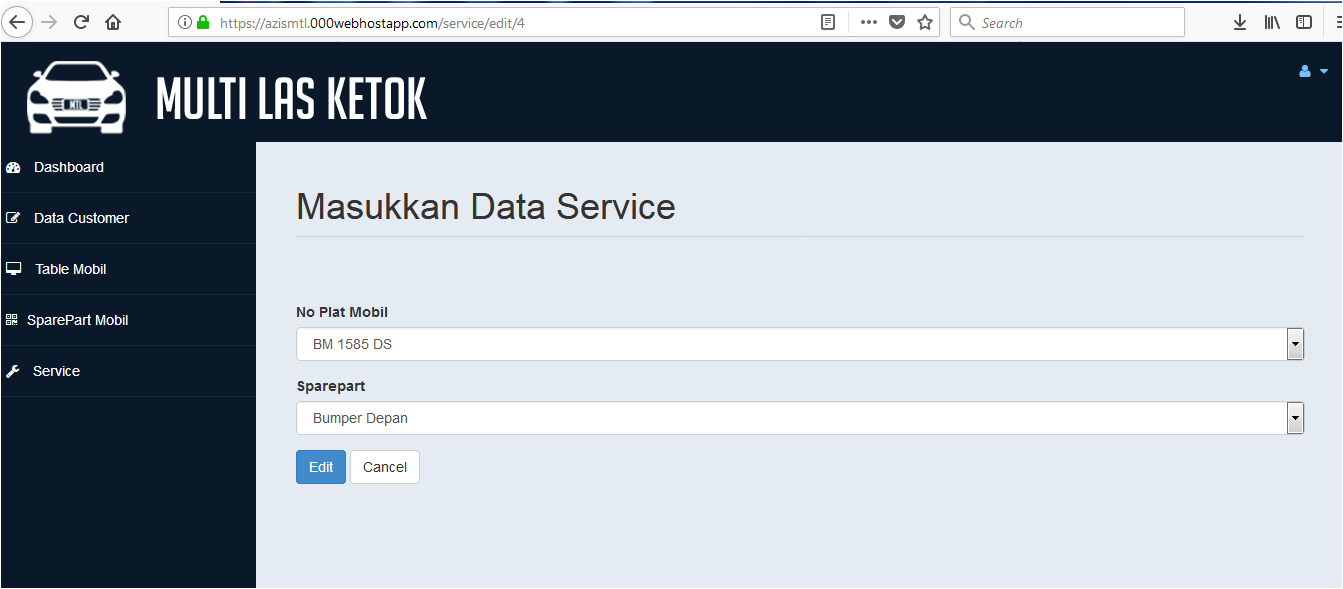 https://azismtl.000webhostapp.com/service/edit/4
Search
MTL
MULTI LAS KETOK
Dashboard
Data Customer
Table Mobil
SparePart Mobil
Service
Masukkan Data Service
No Plat Mobil
BM 1585 DS
Sparepart
Bumper Depan
Edit Cancel